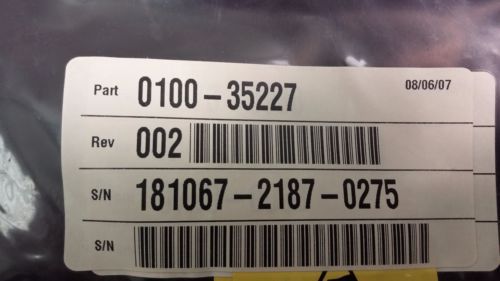 Part 0100-35227 08/06/07
Rev 002
S/N 181067-2187-0275
S/N